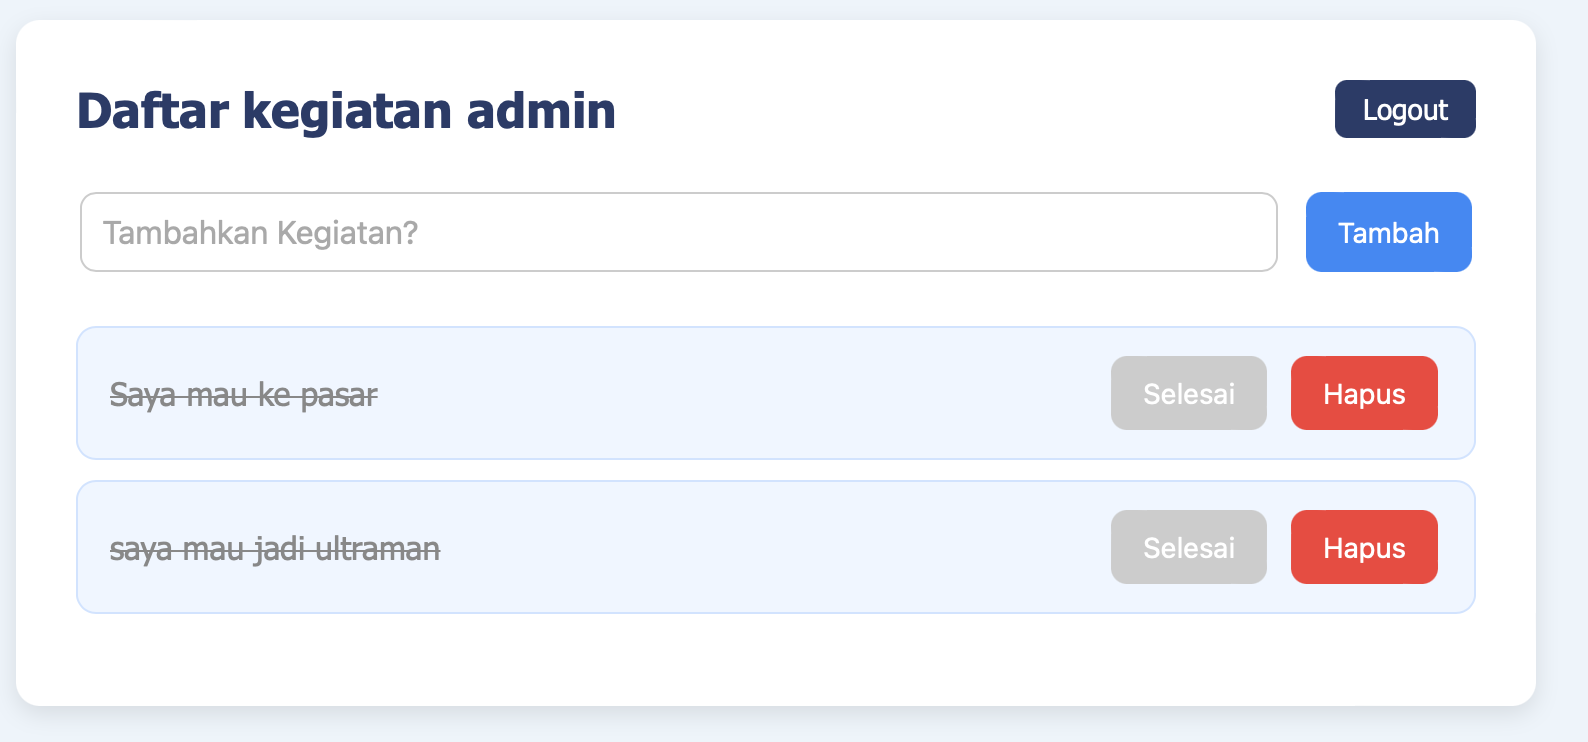 Daftar kegiatan admin
Logout
Tambahkan Kegiatan?
Tambah
Saya mau ke pasar
Selesai
Hapus
saya mau jadi ultraman
Selesai
Hapus